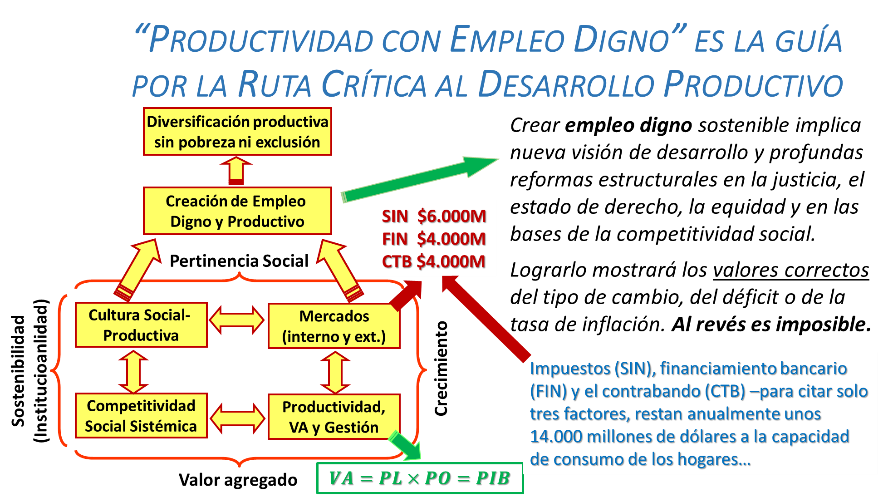 “PRODUCTIVIDAD CON EMPLEO DIGNO” ES LA GUÍA
POR LA RUTA CRÍTICA AL DESARROLLO PRODUCTIVO
Diversificación productiva
sin pobreza ni exclusión
Creación de Empleo
Digno y Productivo
Pertinencia Social
SIN $6.000M
FIN $4.000M
CTB $4.000M
Cultura Social-
Productiva
Mercados
(interno y ext.)
Competitividad
Social Sistémica
Productividad,
VA y Gestión
Sostenibilidad
(Institucioanlidad)
Crecimiento
Valor agregado
VA = PL × PO = PIB
Crear empleo digno sostenible implica
nueva visión de desarrollo y profundas
reformas estructurales en la justicia, el
estado de derecho, la equidad y en las
bases de la competitividad social.
Lograrlo mostrará los valores correctos
del tipo de cambio, del déficit o de la
tasa de inflación. Al revés es imposible.
Impuestos (SIN), financiamiento bancario
(FIN) y el contrabando (CTB) –para citar solo
tres factores, restan anualmente unos
14.000 millones de dólares a la capacidad
de consumo de los hogares…